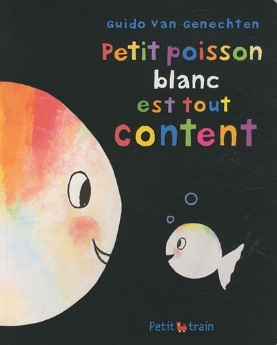 Guido Van Genechten
Petit poisson
blanc
est tout
content
Petit train